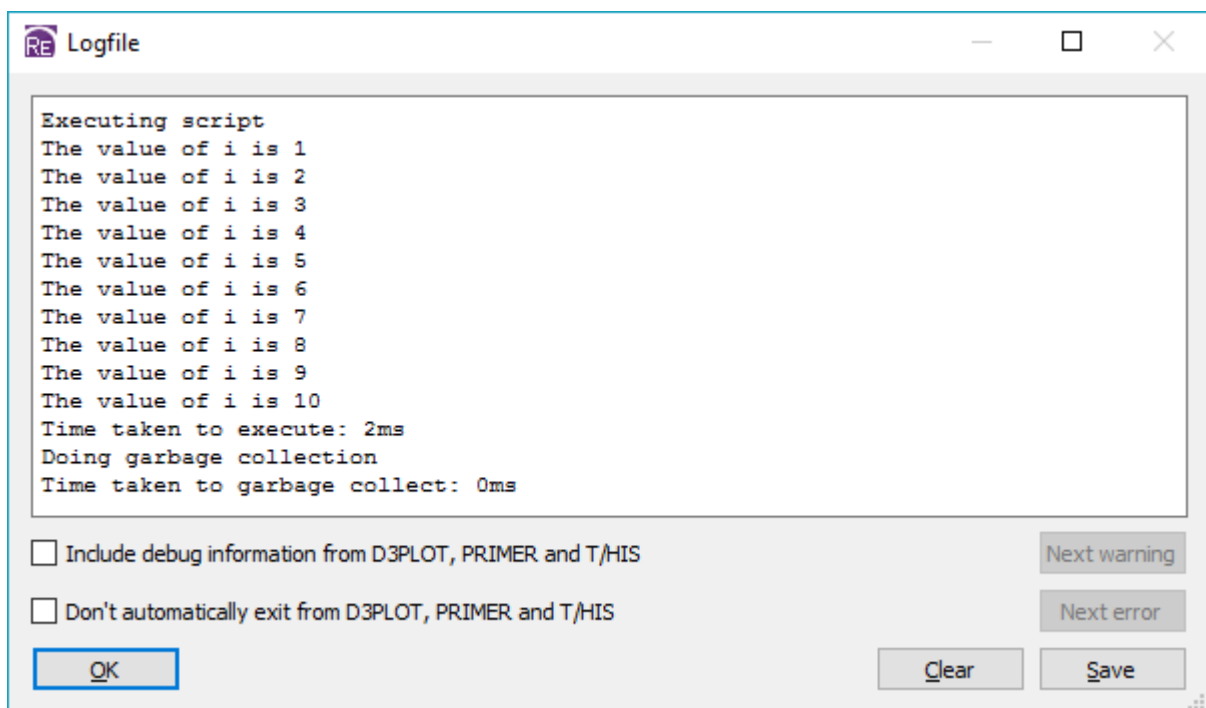 RE Logfile
Executing script
The value of i is 1
The value of i is 2
The value of i is 3
The value of i is 4
The value of i is 5
The value of i is 6
The value of i is 7
The value of i is 8
The value of i is 9
The value of i is 10
Time taken to execute: 2ms
Doing garbage collection
Time taken to garbage collect: 0ms
Include debug information from D3PLOT, PRIMER and T/HIS
Next warning
Don't automatically exit from D3PLOT, PRIMER and T/HIS
Next error
OK
Clear
Save